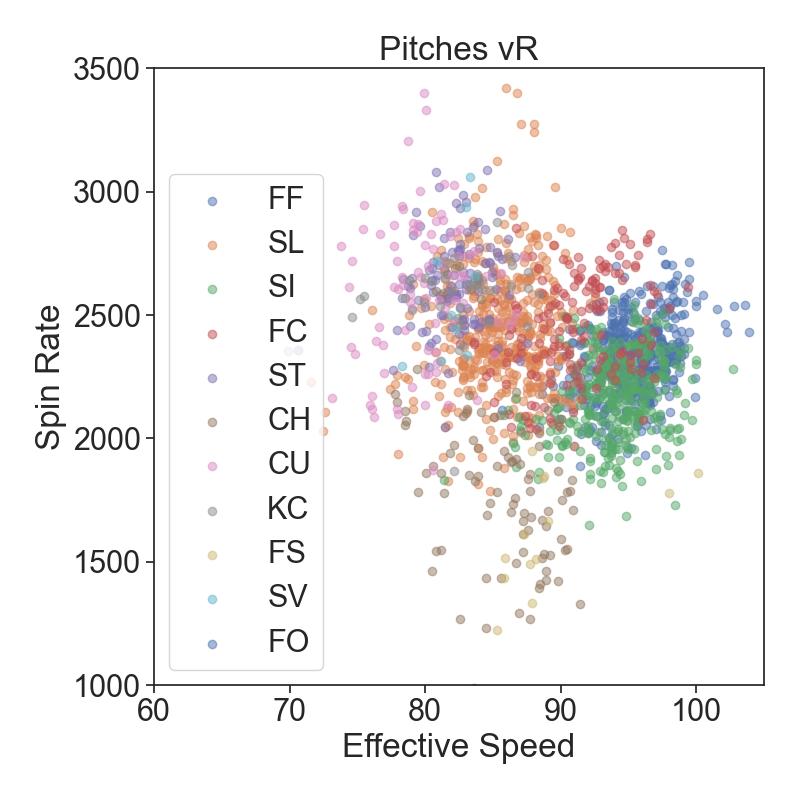 Pitches vR
3500
3000
2500
2000
1500
1000
Spin Rate
FF
SL
SI
FC
ST
CH
CU
KC
FS
SV
FO
60 70 80 90 100
Effective Speed